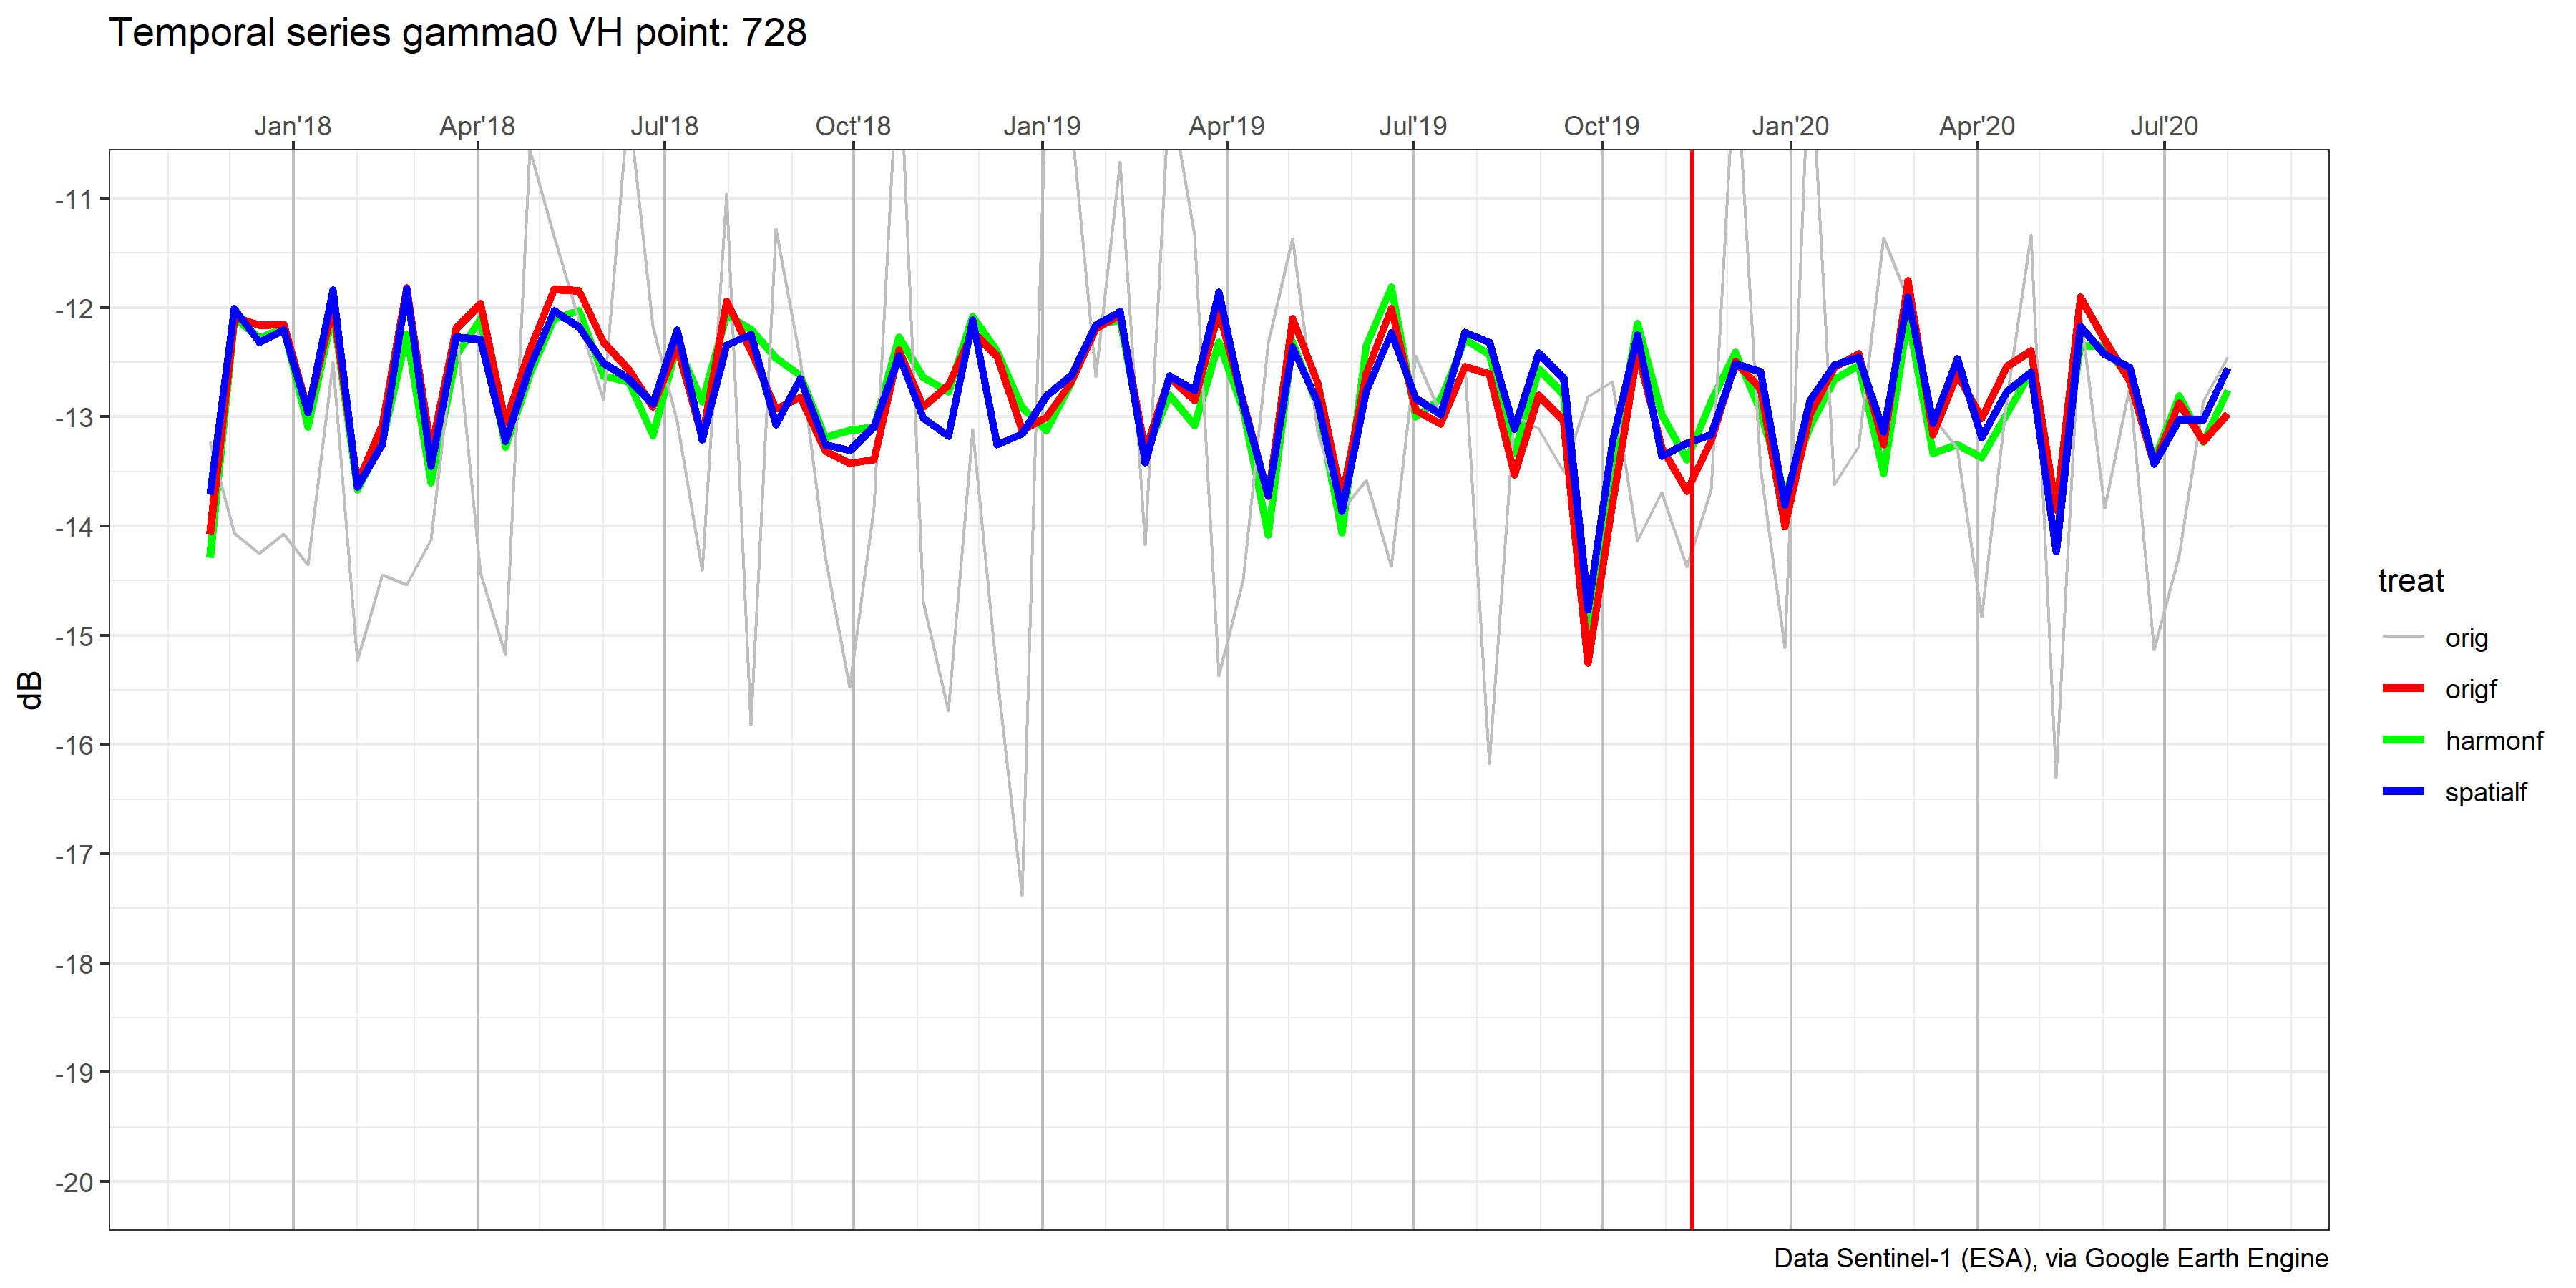 Temporal series gamma0 VH point: 728
Jan'18 Apr'18 Jul'18 Oct'18 Jan'19 Apr'19 Jul'19 Oct'19 Jan'20 Apr'20 Jul'20
-11
-12
-13
-14
-15
-16
-17
-18
-19
-20
dB
treat
orig
origf
harmonf
spatialf
Data Sentinel-1 (ESA), via Google Earth Engine